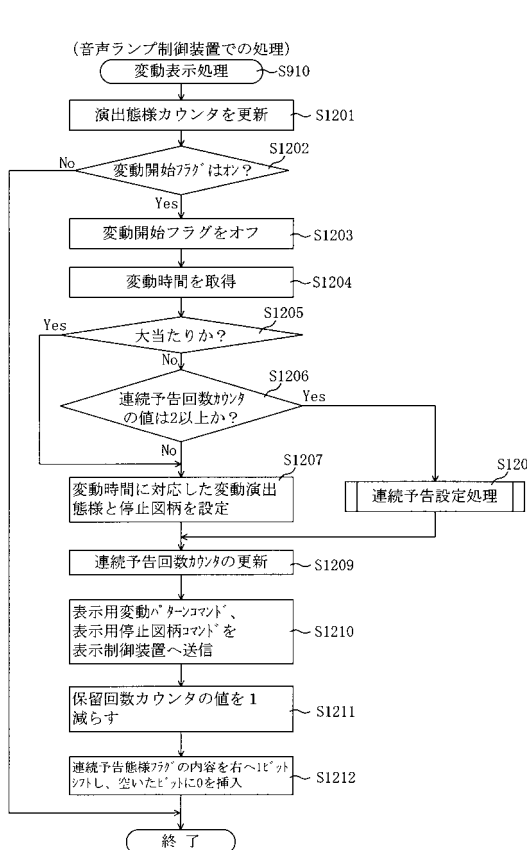 (音声ランプ制御装置での処理)
変動表示処理 S910
演出態様カウンタを更新 S1201
S1202
No 変動開始フラグはオン?
Yes
変動開始フラグをオフ S1203
変動時間を取得 S1204
S1205
Yes 大当たりか?
No
S1206
連続予告回数カウンタ
の値は2以上か?
Yes
No
S1207
変動時間に対応した変動演出
態様と停止図柄を設定
S120
連続予告設定処理
連続予告回数カウンタの更新 S1209
表示用変動パターンコマンド、
表示用停止図柄コマンドを
表示制御装置へ送信
S1210
保留回数カウンタの値を1
減らす
S1211
連続予告態様フラグの内容を右へ1ビット
シフトし、空いたビットに0を挿入
S1212
終了